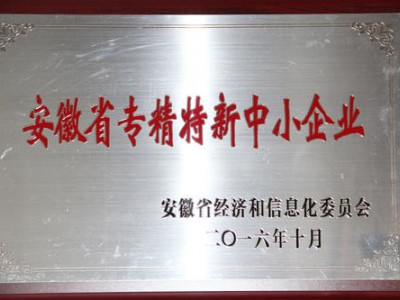 安徽省专精特新中小企业
安徽省经济和信息化委员会
二〇一六年十月